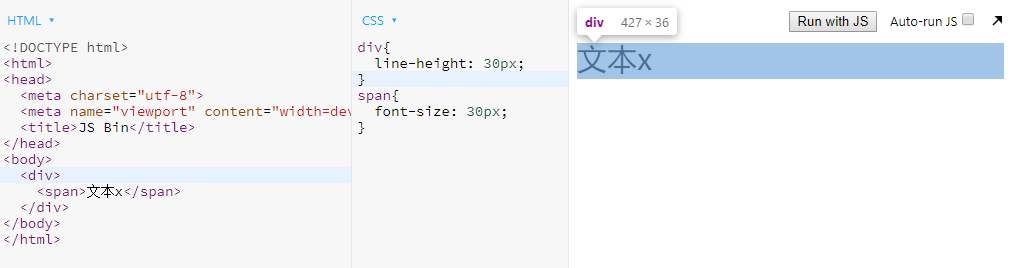 HTML ▾
<!DOCTYPE html>
<html>
<head>
  <meta charset="utf-8">
  <meta name="viewport" content="width=dev
  <title>JS Bin</title>
</head>
<body>
  <div>
    <span>文本x</span>
  </div>
</body>
</html>
CSS ▾
div{
  line-height: 30px;
}
span{
  font-size: 30px;
}
div 427 × 36
Run with JS
Auto-run JS
文本x